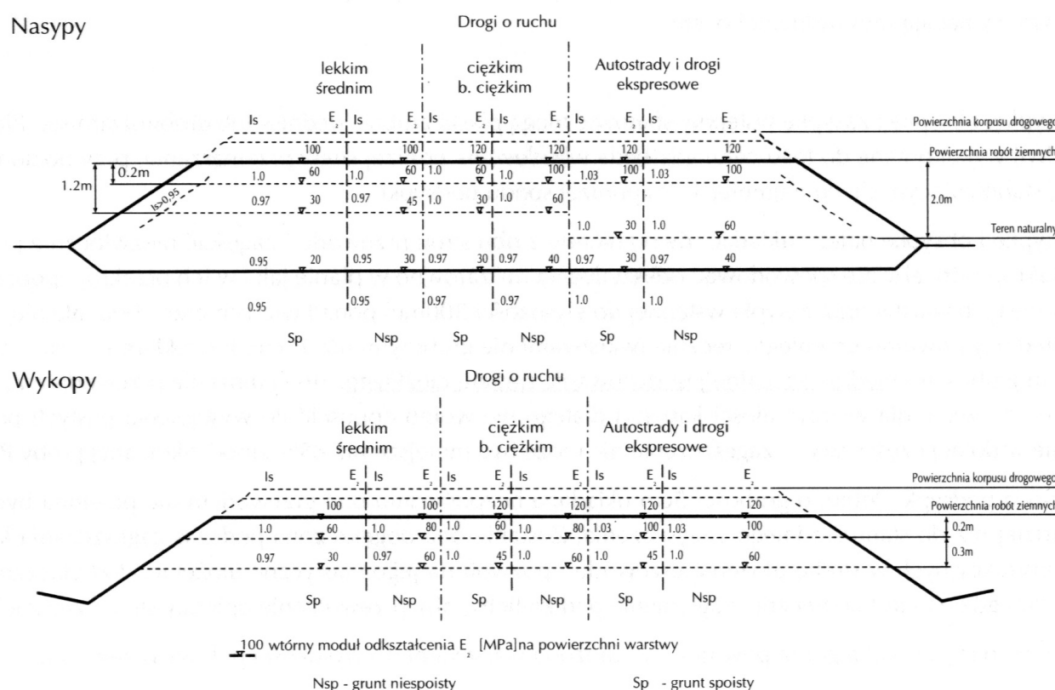 Nasypy
Drogi o ruchu
lekkim średnim
ciężkim b. ciężkim
Autostrady i drogi ekspresowe
Is E₂ Is E₂ Is E₂ Is E₂ Is E₂ Is E₂
Powierzchnia korpusu drogowego
100 100 120 120 120 120
Powierzchnia robót ziemnych
0.2m
1.0 60 1.0 60 1.0 60 1.0 100 1.03 100 1.03 100
1.2m
Is>0,95
0.97 30 0.97 45 1.0 30 1.0 60
2.0m
1.0 30 1.0 60
Teren naturalny
0.95 20 0.95 30 0.97 30 0.97 40 0.97 30 0.97 40
0.95 0.95 0.97 0.97 1.0 1.0
Sp Nsp Sp Nsp Sp Nsp
Wykopy
Drogi o ruchu
lekkim średnim
ciężkim b. ciężkim
Autostrady i drogi ekspresowe
Is E₂ Is E₂ Is E₂ Is E₂ Is E₂ Is E₂
Powierzchnia korpusu drogowego
100 100 120 120 120 120
Powierzchnia robót ziemnych
1.0 60 1.0 80 1.0 60 1.0 80 1.03 100 1.03 100
0.2m
0.97 30 0.97 60 1.0 45 1.0 60 1.0 45 1.0 60
0.3m
Sp Nsp Sp Nsp Sp Nsp
100 wtórny moduł odkształcenia E₂ [MPa]na powierzchni warstwy
Nsp - grunt niespoisty Sp - grunt spoisty